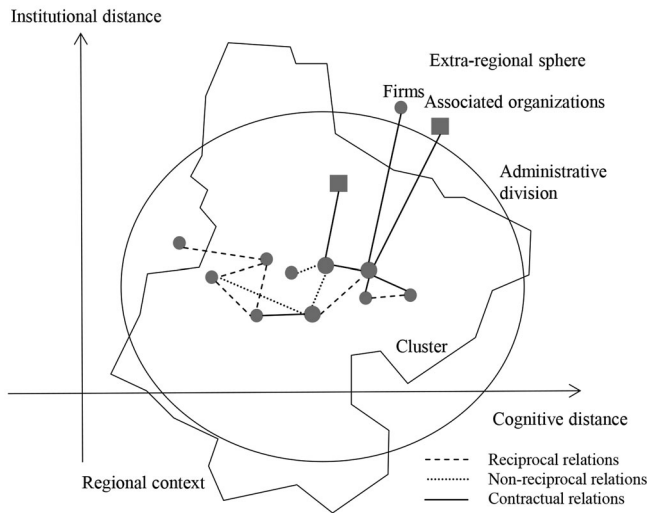 Institutional distance
Extra-regional sphere
Firms
Associated organizations
Administrative
division
Cluster
Cognitive distance
Regional context
Reciprocal relations
Non-reciprocal relations
Contractual relations